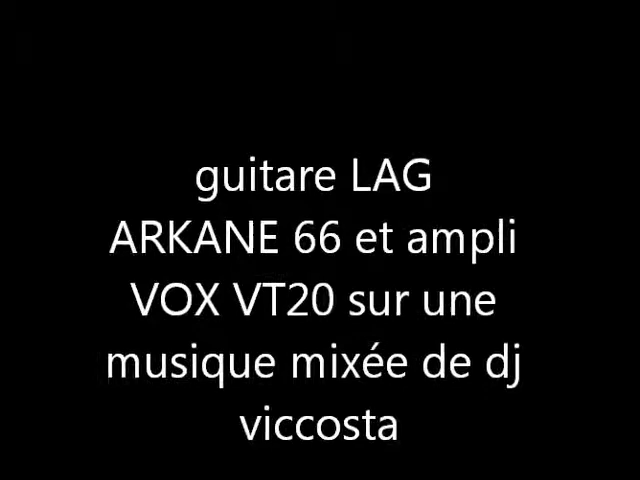 guitare LAG
ARKANE 66 et ampli
VOX VT20 sur une
musique mixée de dj
viccosta